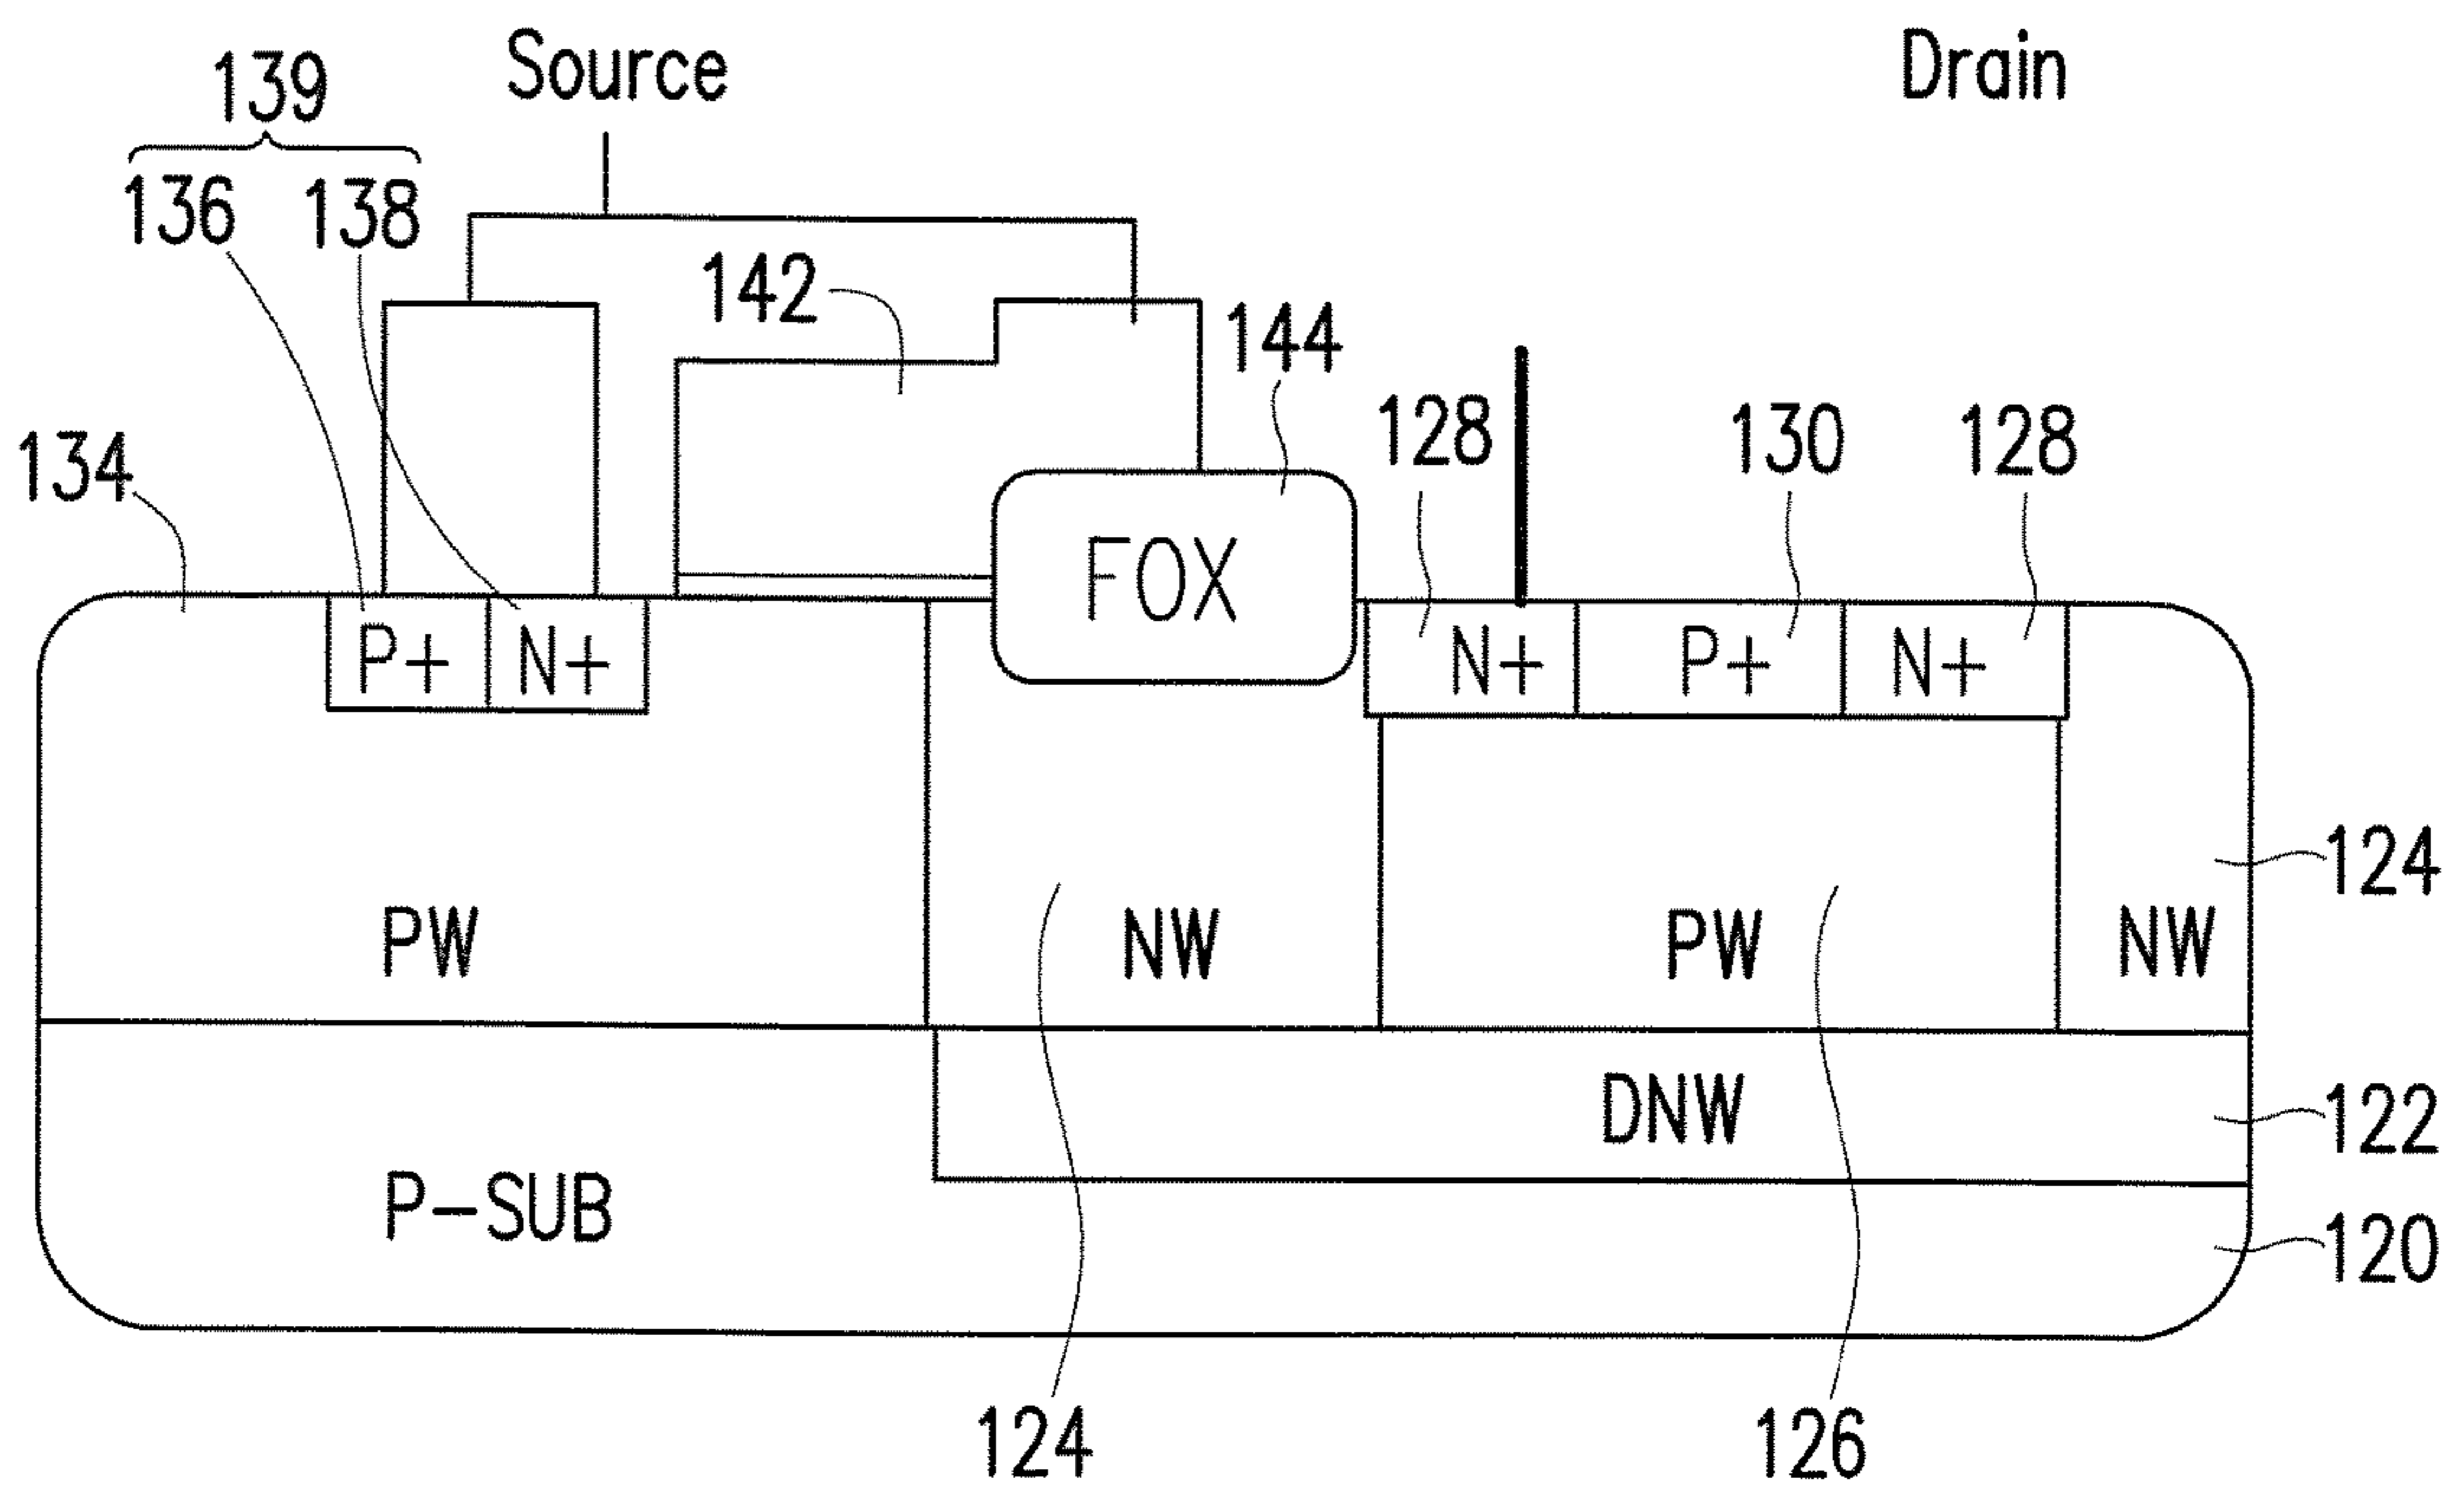 Source Drain
139
136 138
142
144
128 130 128
134
FOX
P+ N+ N+ P+ N+
124
PW NW PW NW
DNW 122
P-SUB 120
124 126